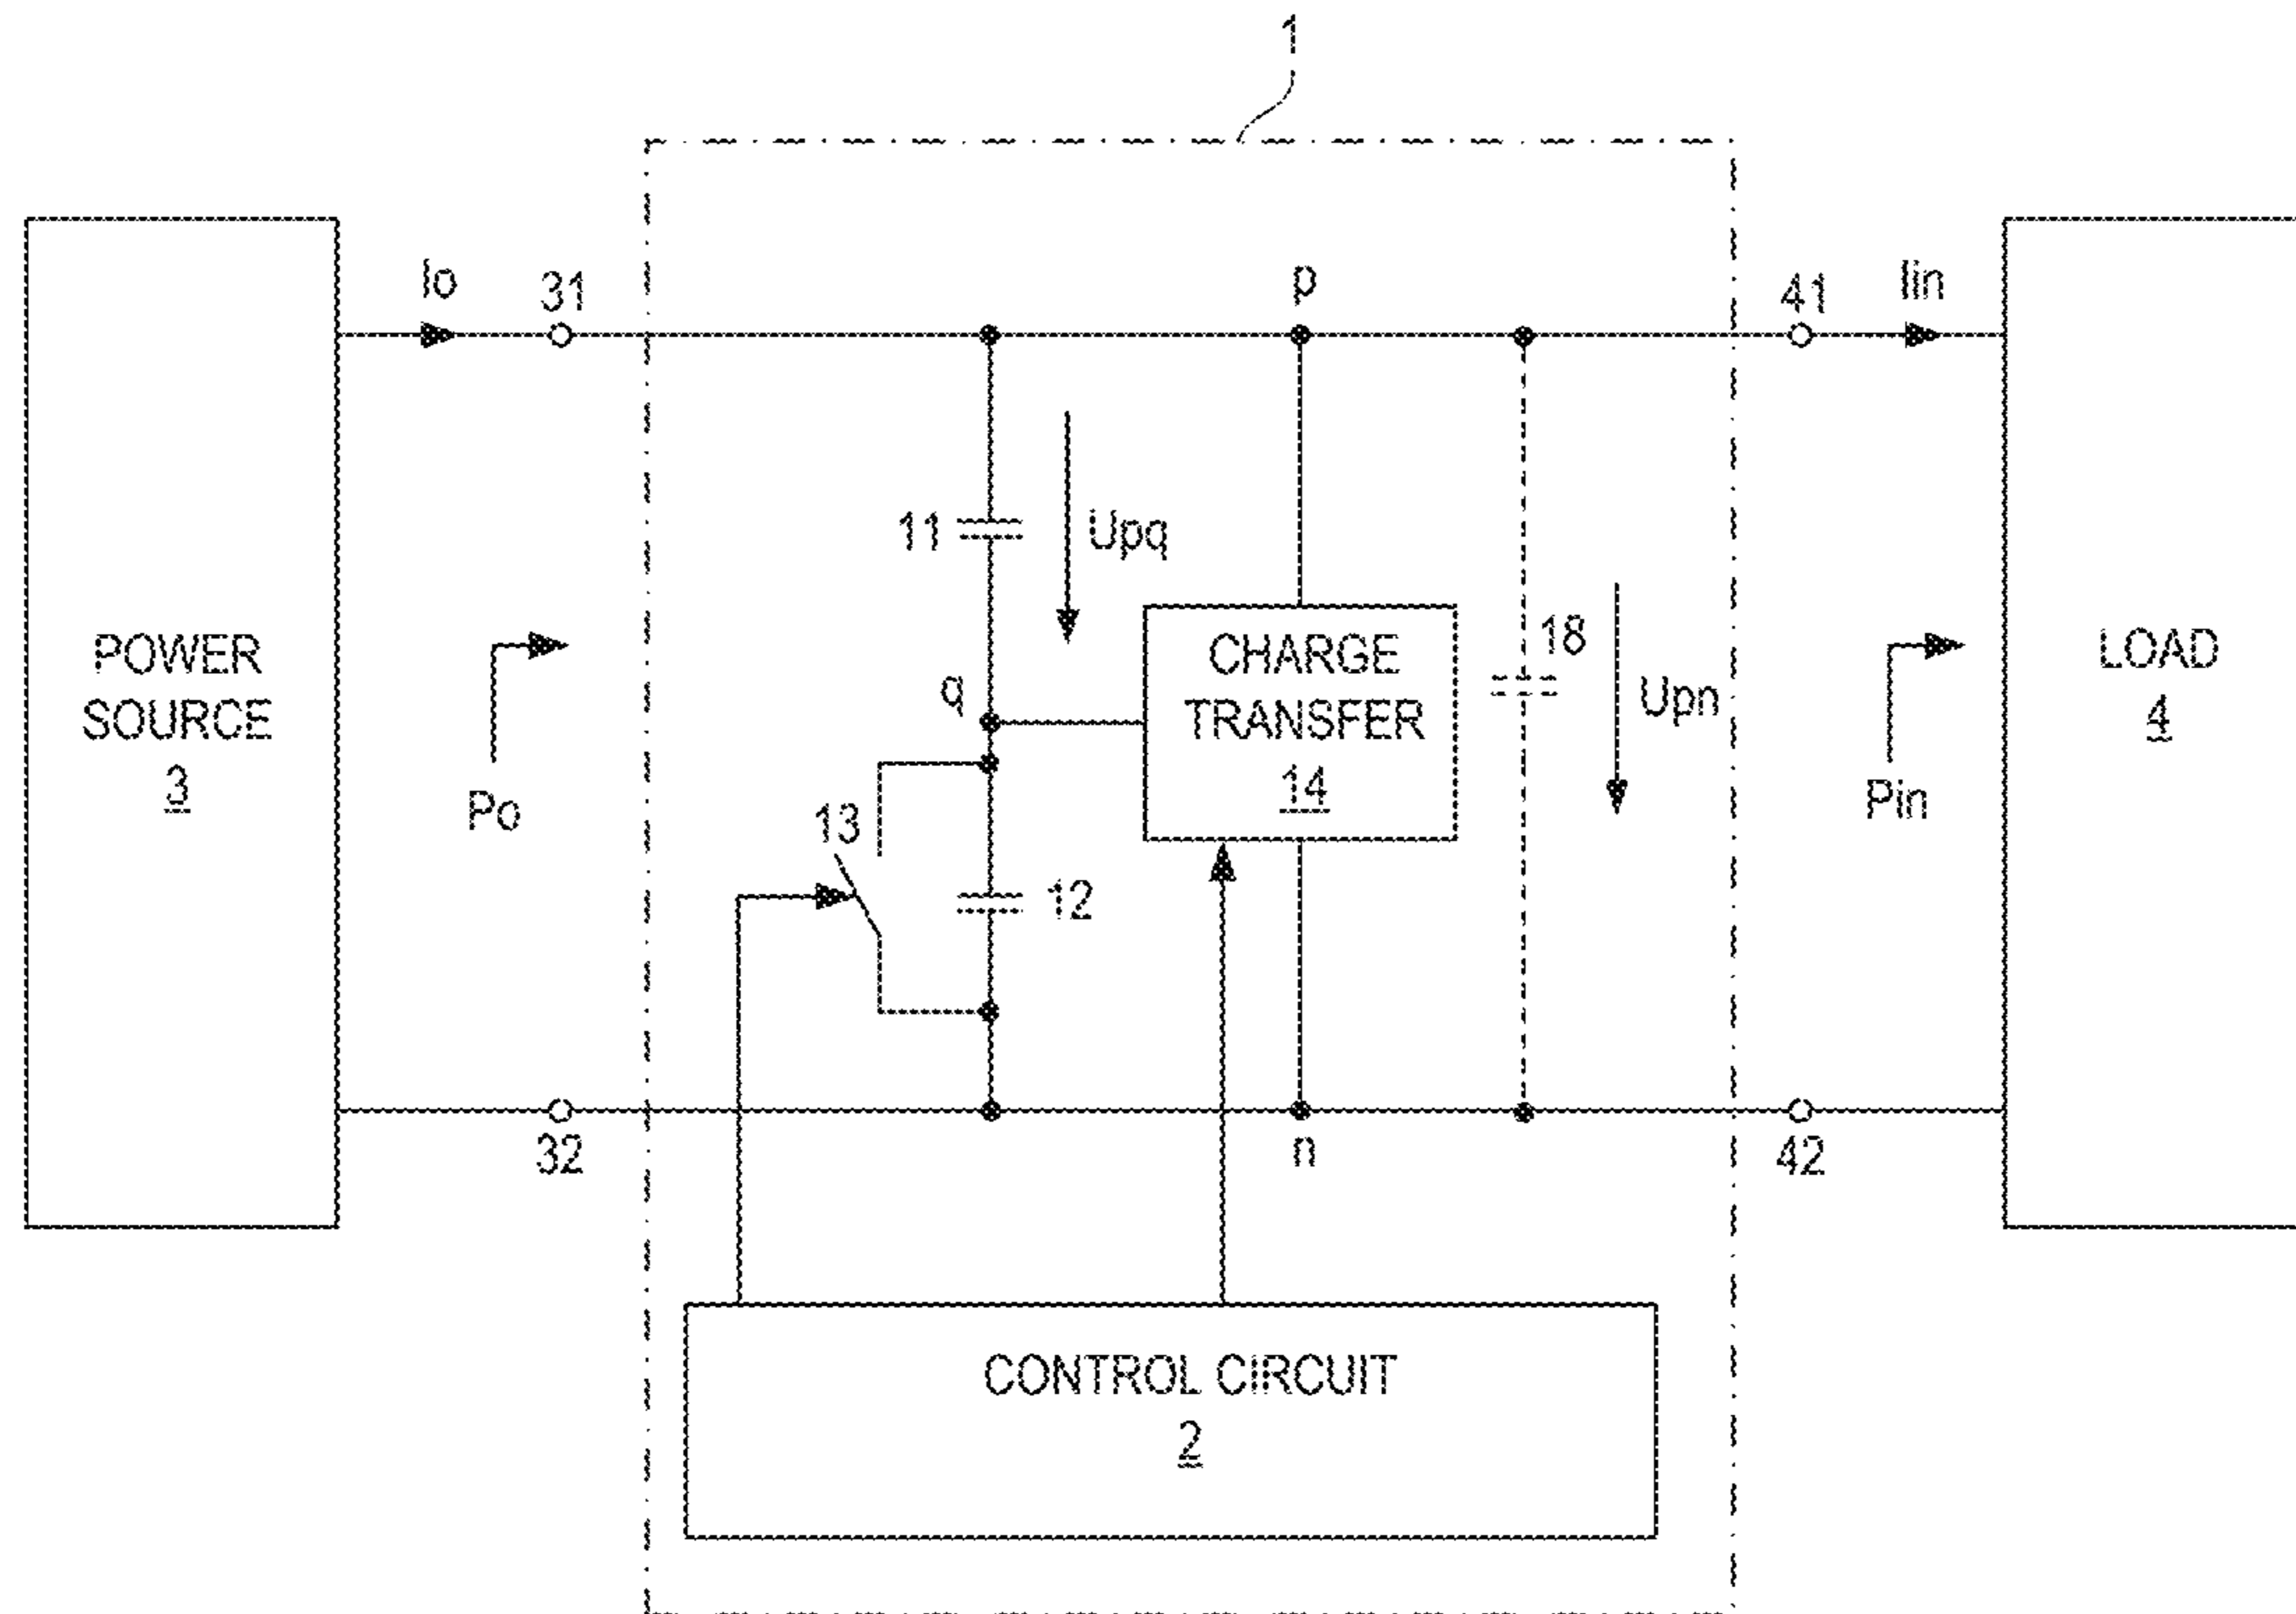 1
Io
31
p
41
Iin
11
Upq
POWER
SOURCE
3
Po
q
CHARGE
TRANSFER
14
18
Upn
LOAD
4
Pin
13
12
32
n
42
CONTROL CIRCUIT
2